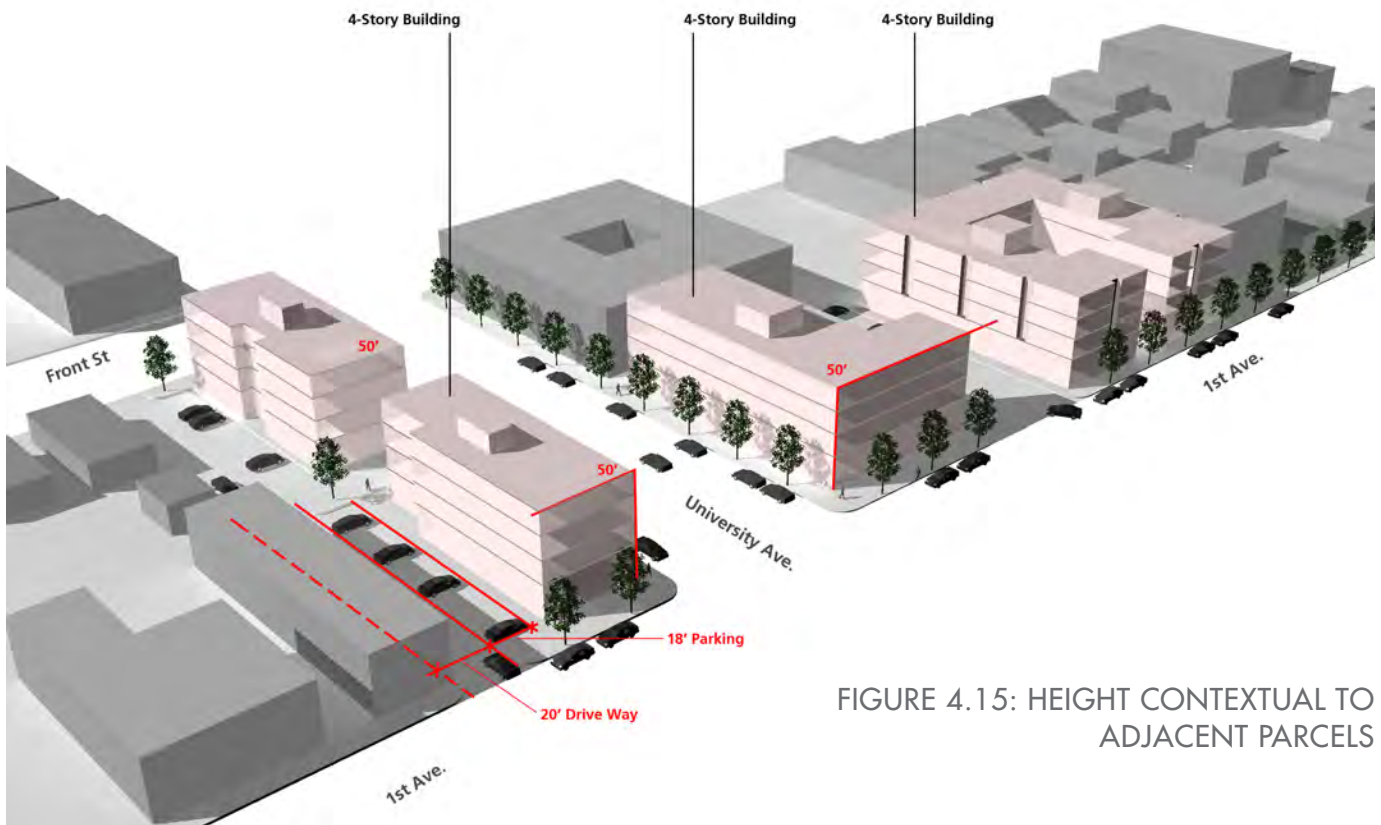 4-Story Building
4-Story Building
4-Story Building
Front St
50'
50'
50'
1st Ave.
University Ave.
18' Parking
20' Drive Way
1st Ave.
FIGURE 4.15: HEIGHT CONTEXTUAL TO
ADJACENT PARCELS